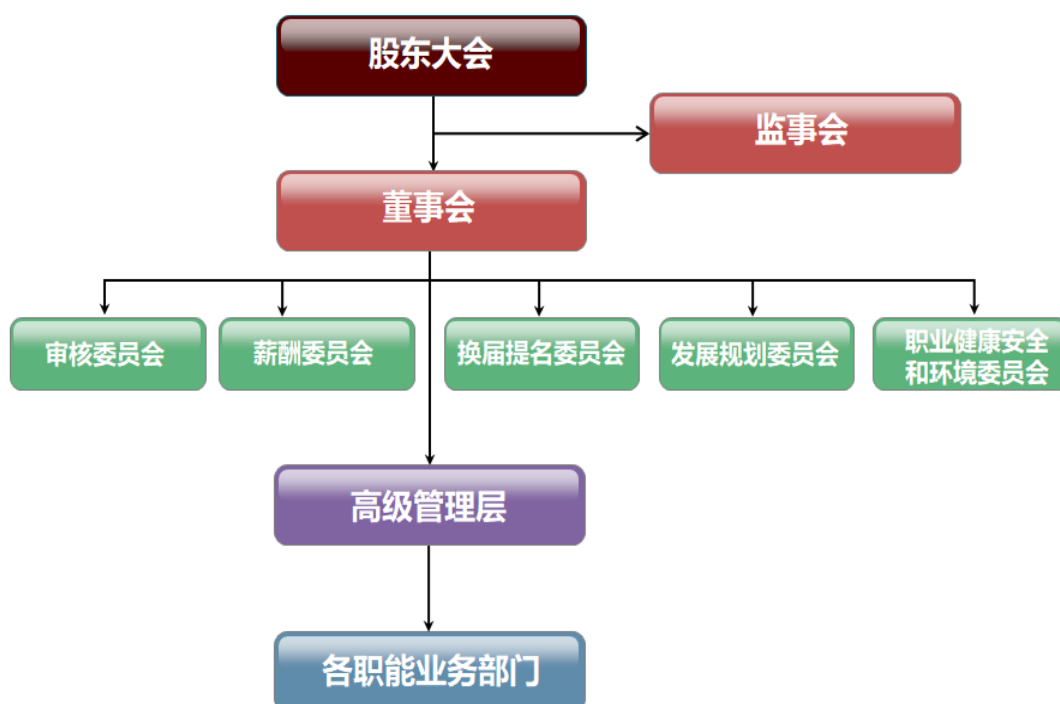 股东大会
监事会
董事会
审核委员会
薪酬委员会
换届提名委员会
发展规划委员会
职业健康安全
和环境委员会
高级管理层
各职能业务部门